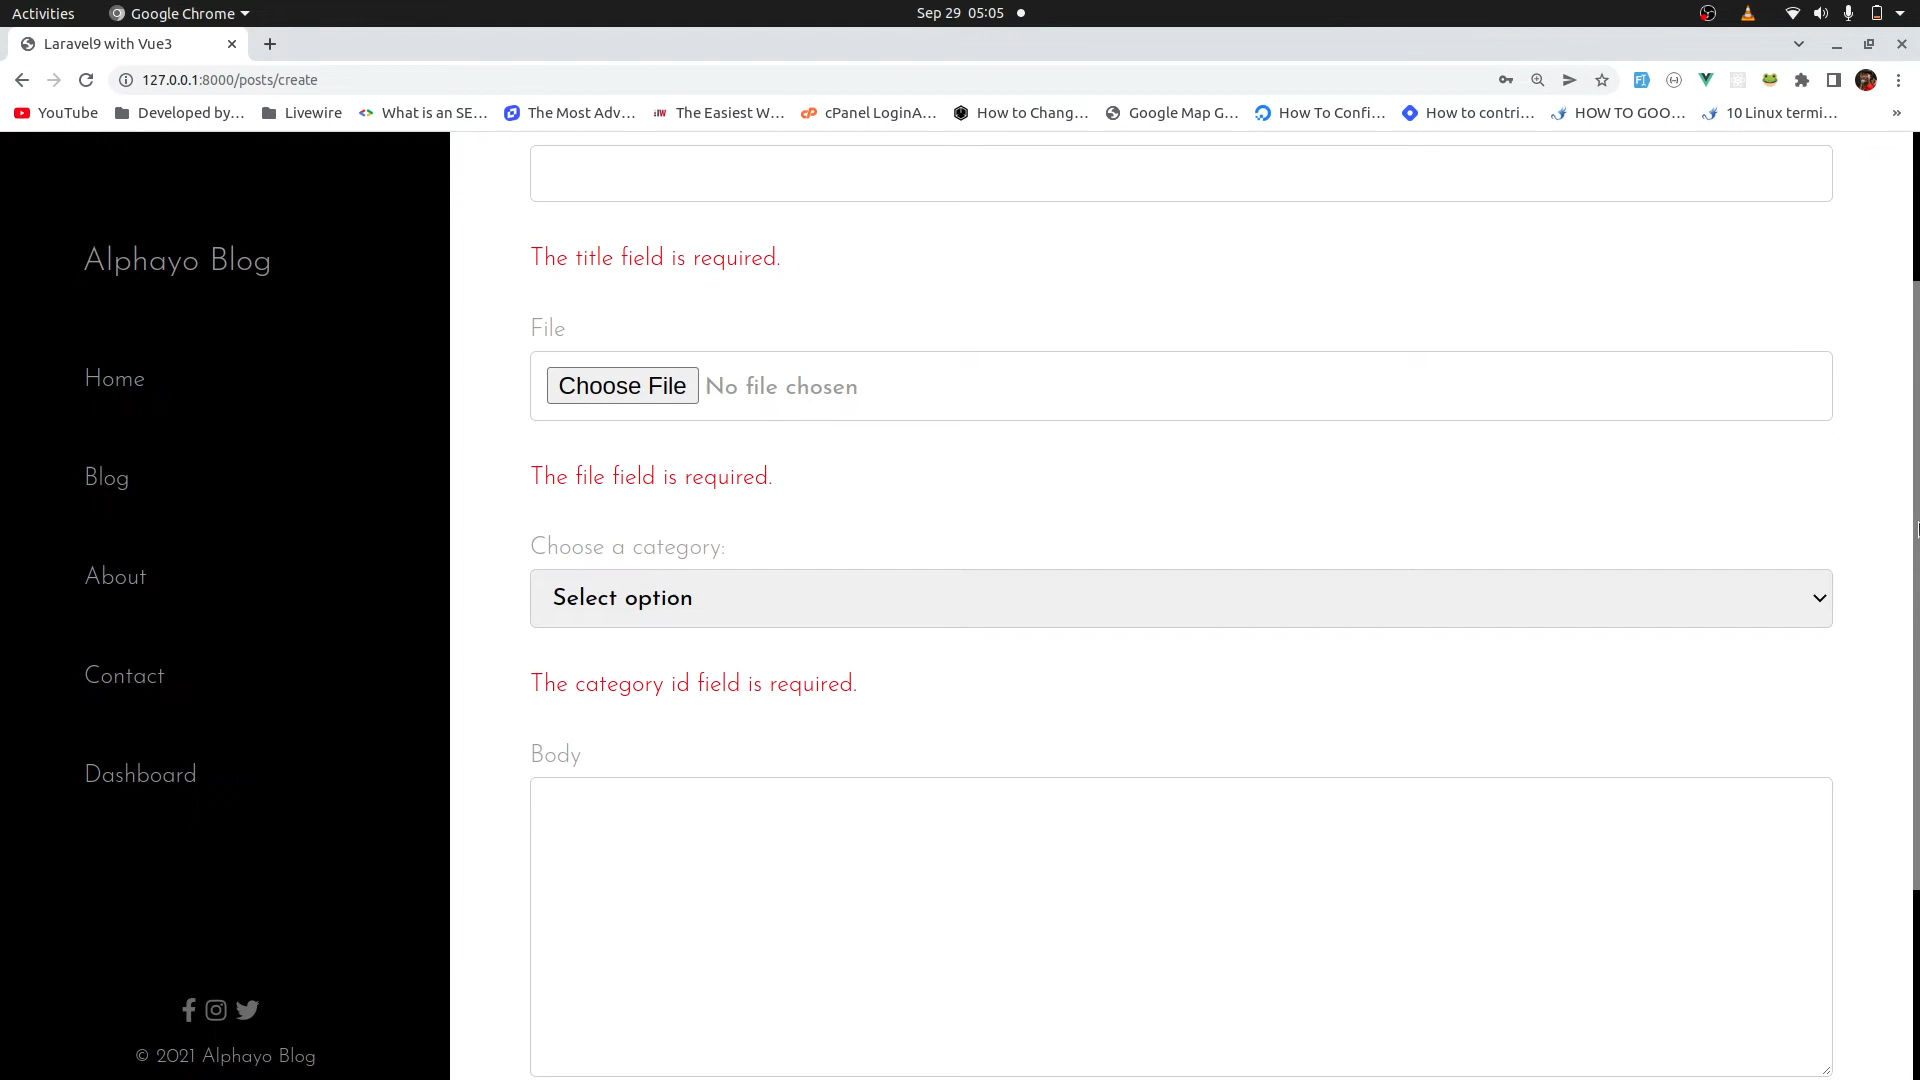 Activities
Google Chrome
Sep 29 05:05
Laravel9 with Vue3
127.0.0.1:8000/posts/create
YouTube
Developed by...
Livewire
What is an SE...
The Most Adv...
The Easiest W...
cPanel LoginA...
How to Chang...
Google Map G...
How To Confi...
How to contri...
HOW TO GOO...
10 Linux termi...
»
Alphayo Blog
Home
Blog
About
Contact
Dashboard
© 2021 Alphayo Blog
The title field is required.
File
Choose File No file chosen
The file field is required.
Choose a category:
Select option
The category id field is required.
Body